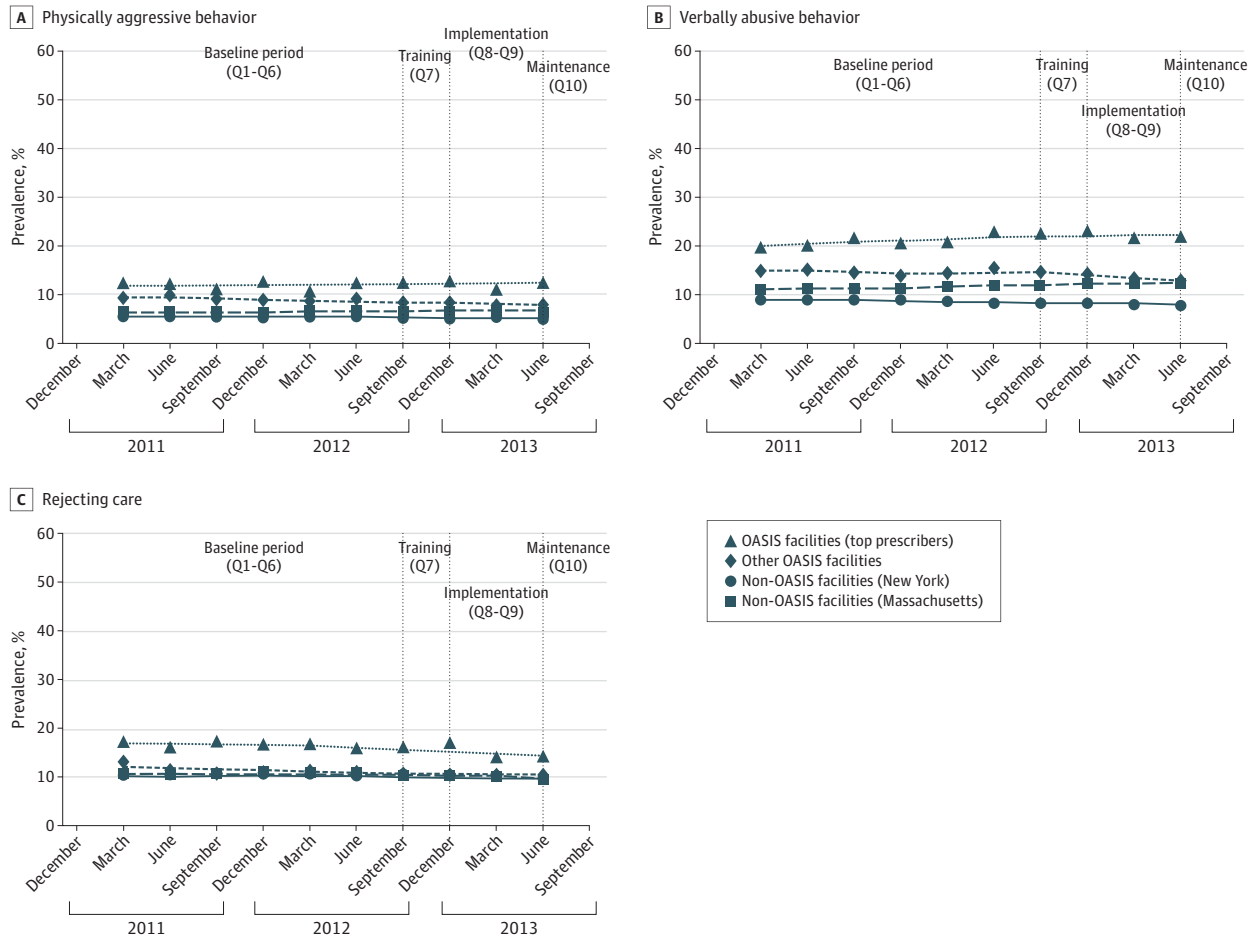 A Physically aggressive behavior
60
50
40
30
20
10
0
Prevalence, %
Baseline period
(Q1-Q6)
Training
(Q7)
Implementation
(Q8-Q9)
Maintenance
(Q10)
December
March
June
September
December
March
June
September
December
March
June
September
2011
2012
2013
B Verbally abusive behavior
60
50
40
30
20
10
0
Prevalence, %
Baseline period
(Q1-Q6)
Training
(Q7)
Implementation
(Q8-Q9)
Maintenance
(Q10)
December
March
June
September
December
March
June
September
December
March
June
September
2011
2012
2013
C Rejecting care
60
50
40
30
20
10
0
Prevalence, %
Baseline period
(Q1-Q6)
Training
(Q7)
Implementation
(Q8-Q9)
Maintenance
(Q10)
December
March
June
September
December
March
June
September
December
March
June
September
2011
2012
2013
OASIS facilities (top prescribers)
Other OASIS facilities
Non-OASIS facilities (New York)
Non-OASIS facilities (Massachusetts)